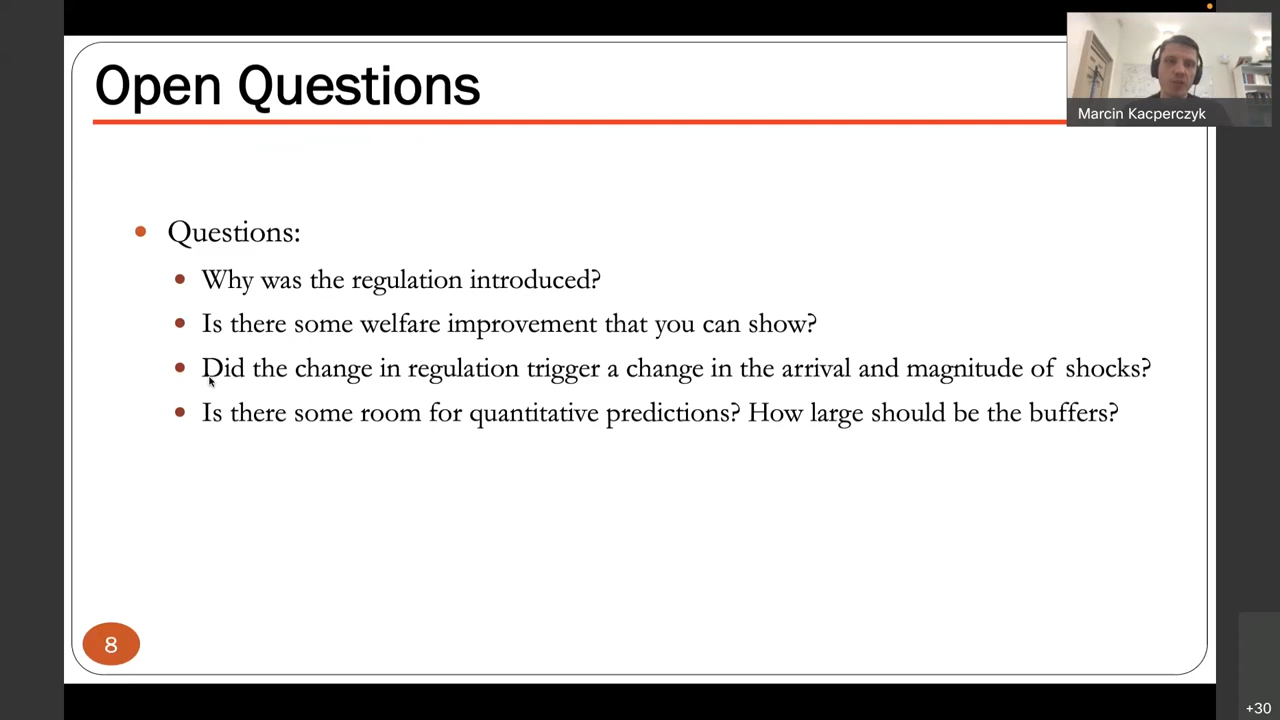 Open Questions
Marcin Kacperczyk
Questions:
Why was the regulation introduced?
Is there some welfare improvement that you can show?
Did the change in regulation trigger a change in the arrival and magnitude of shocks?
Is there some room for quantitative predictions? How large should be the buffers?
8
+30